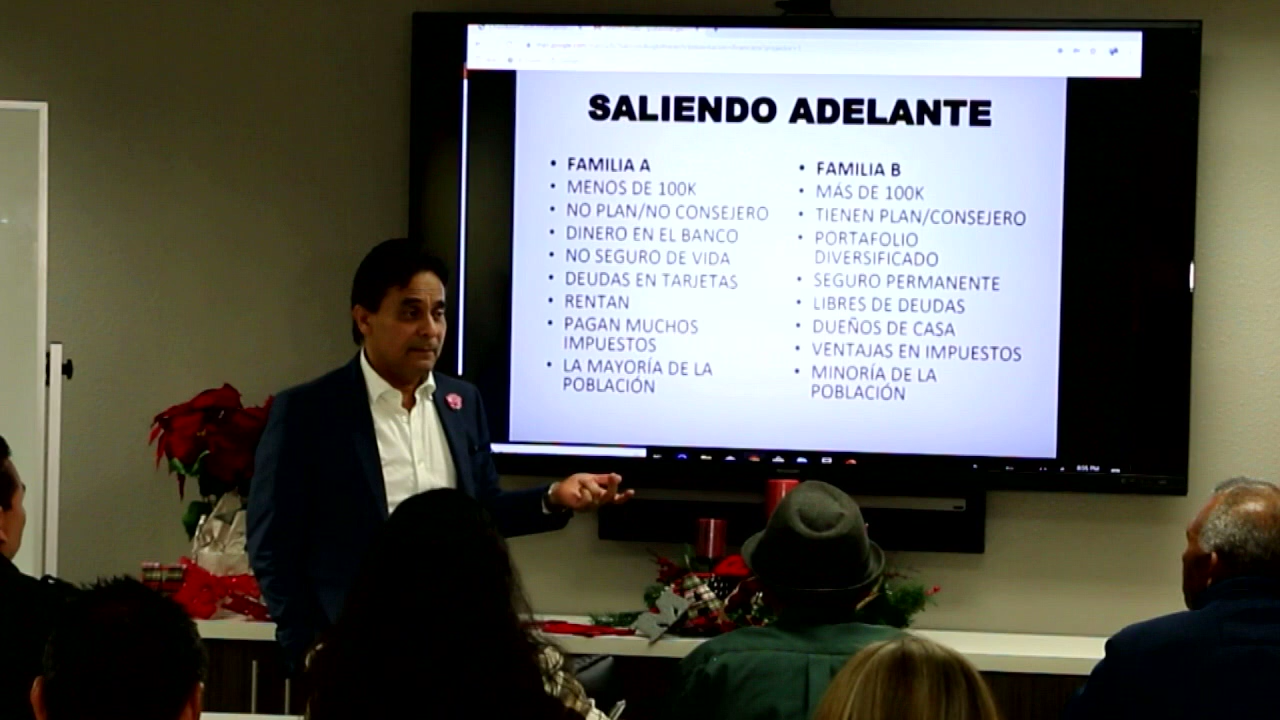 SALIENDO ADELANTE
• FAMILIA A
• MENOS DE 100K
• NO PLAN/NO CONSEJERO
• DINERO EN EL BANCO
• NO SEGURO DE VIDA
• DEUDAS EN TARJETAS
• RENTAN
• PAGAN MUCHOS
IMPUESTOS
• LA MAYORÍA DE LA
POBLACIÓN
• FAMILIA B
• MÁS DE 100K
• TIENEN PLAN/CONSEJERO
• PORTAFOLIO
DIVERSIFICADO
• SEGURO PERMANENTE
• LIBRES DE DEUDAS
• DUEÑOS DE CASA
• VENTAJAS EN IMPUESTOS
• MINORÍA DE LA
POBLACIÓN